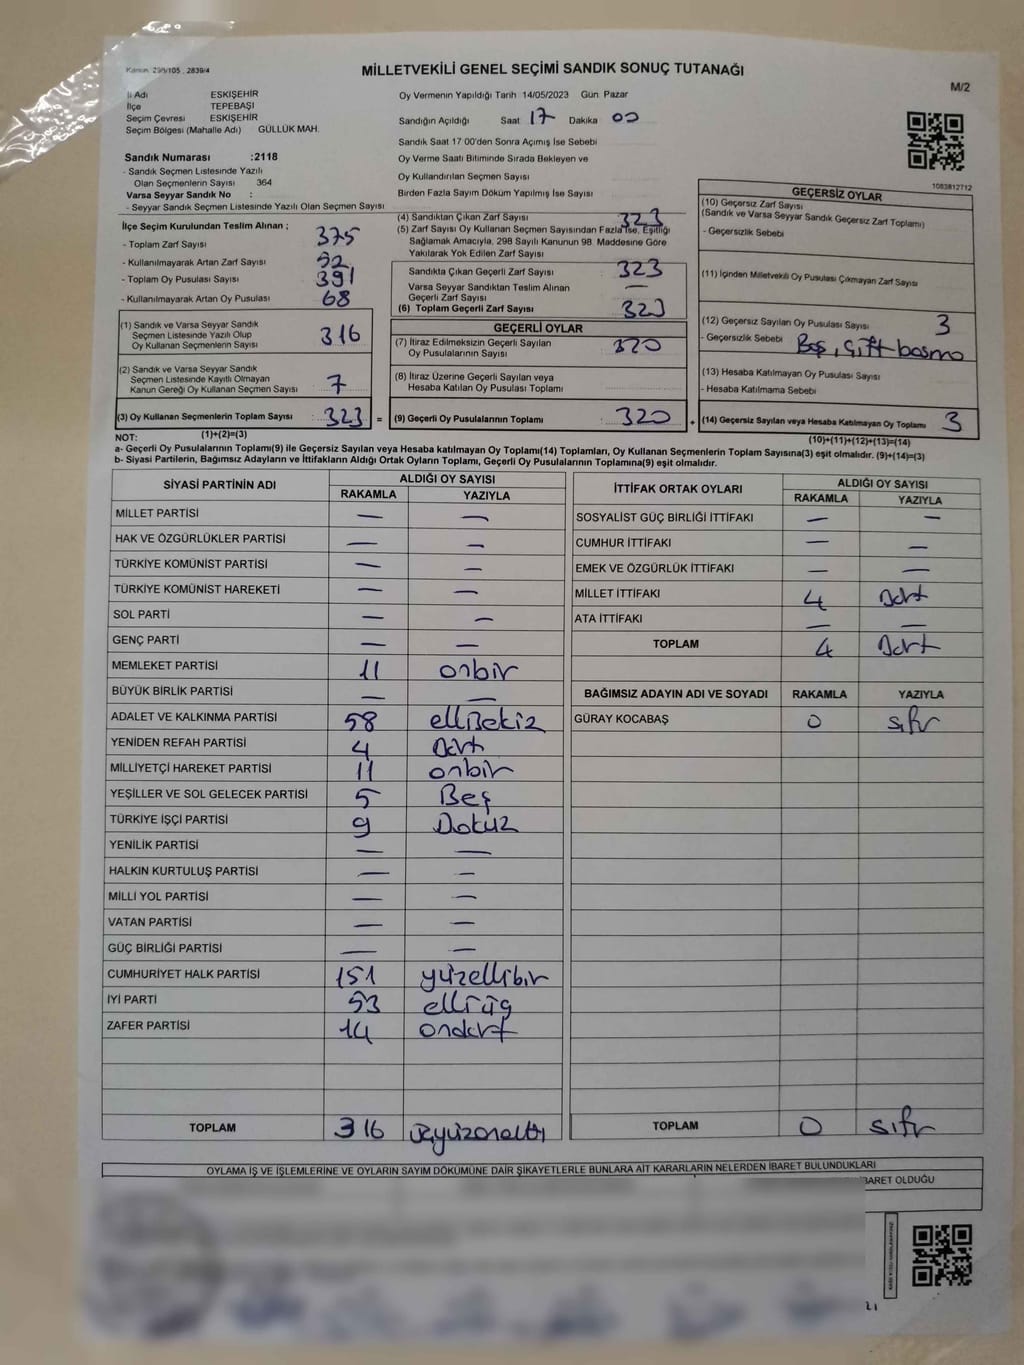 Kanun: 298/105 , 2839/4
MİLLETVEKİLİ GENEL SEÇİMİ SANDIK SONUÇ TUTANAĞI
M/2
İl Adı ESKİŞEHİR
İlçe TEPEBAŞI
Seçim Çevresi ESKİŞEHİR
Seçim Bölgesi (Mahalle Adı) GÜLLÜK MAH.
Sandık Numarası :2118
- Sandık Seçmen Listesinde Yazılı
Olan Seçmenlerin Sayısı 364
Varsa Seyyar Sandık No :
- Seyyar Sandık Seçmen Listesinde Yazılı Olan Seçmen Sayısı
Oy Vermenin Yapıldığı Tarih 14/05/2023 Gün: Pazar
Sandığın Açıldığı Saat 17 Dakika 00
Sandık Saat 17 00'den Sonra Açımış İse Sebebi
Oy Verme Saati Bitiminde Sırada Bekleyen ve
Oy Kullandırılan Seçmen Sayısı
Birden Fazla Sayım Döküm Yapılmış İse Sayısı
1083812712
İlçe Seçim Kurulundan Teslim Alınan ;
- Toplam Zarf Sayısı 375
- Kullanılmayarak Artan Zarf Sayısı 52
- Toplam Oy Pusulası Sayısı 391
- Kullanılmayarak Artan Oy Pusulası 68
(1) Sandık ve Varsa Seyyar Sandık
Seçmen Listesinde Yazılı Olup
Oy Kullanan Seçmenlerin Sayısı 316
(2) Sandık ve Varsa Seyyar Sandık
Seçmen Listesinde Kayıtlı Olmayan
Kanun Gereği Oy Kullanan Seçmen Sayısı 7
(3) Oy Kullanan Seçmenlerin Toplam Sayısı 323 =
(1)+(2)=(3)
(4) Sandıktan Çıkan Zarf Sayısı 323
(5) Zarf Sayısı Oy Kullanan Seçmen Sayısından Fazla İse, Eşitliği
Sağlamak Amacıyla, 298 Sayılı Kanunun 98 Maddesine Göre
Yakılarak Yok Edilen Zarf Sayısı
Sandıkta Çıkan Geçerli Zarf Sayısı 323
Varsa Seyyar Sandıktan Teslim Alınan
Geçerli Zarf Sayısı —
(6) Toplam Geçerli Zarf Sayısı 323
GEÇERLİ OYLAR
(7) İtiraz Edilmeksizin Geçerli Sayılan
Oy Pusulalarının Sayısı 320
(8) İtiraz Üzerine Geçerli Sayılan veya
Hesaba Katılan Oy Pusulası Toplamı
(9) Geçerli Oy Pusulalarının Toplamı 320 +
GEÇERSİZ OYLAR
(10) Geçersiz Zarf Sayısı
(Sandık ve Varsa Seyyar Sandık Geçersiz Zarf Toplamı)
- Geçersizlik Sebebi
(11) İçinden Milletvekili Oy Pusulası Çıkmayan Zarf Sayısı
(12) Geçersiz Sayılan Oy Pusulası Sayısı 3
- Geçersizlik Sebebi Boş, Çift basma
(13) Hesaba Katılmayan Oy Pusulası Sayısı
- Hesaba Katılmama Sebebi
(14) Geçersiz Sayılan veya Hesaba Katılmayan Oy Toplamı 3
(10)+(11)+(12)+(13)=(14)
NOT:
a- Geçerli Oy Pusulalarının Toplamı(9) ile Geçersiz Sayılan veya Hesaba katılmayan Oy Toplamı(14) Toplamları, Oy Kullanan Seçmenlerin Toplam Sayısına(3) eşit olmalıdır. (9)+(14)=(3)
b- Siyasi Partilerin, Bağımsız Adayların ve İttifakların Aldığı Ortak Oyların Toplamı, Geçerli Oy Pusulalarının Toplamına(9) eşit olmalıdır.
SİYASİ PARTİNİN ADI ALDIĞI OY SAYISI
RAKAMLA YAZIYLA
MİLLET PARTİSİ — —
HAK VE ÖZGÜRLÜKLER PARTİSİ — —
TÜRKİYE KOMÜNİST PARTİSİ — —
TÜRKİYE KOMÜNİST HAREKETİ — —
SOL PARTİ — —
GENÇ PARTİ — —
MEMLEKET PARTİSİ 11 onbir
BÜYÜK BİRLİK PARTİSİ — —
ADALET VE KALKINMA PARTİSİ 58 ellisekiz
YENİDEN REFAH PARTİSİ 4 Dört
MİLLİYETÇİ HAREKET PARTİSİ 11 onbir
YEŞİLLER VE SOL GELECEK PARTİSİ 5 Beş
TÜRKİYE İŞÇİ PARTİSİ 9 Dokuz
YENİLİK PARTİSİ — —
HALKIN KURTULUŞ PARTİSİ — —
MİLLİ YOL PARTİSİ — —
VATAN PARTİSİ — —
GÜÇ BİRLİĞİ PARTİSİ — —
CUMHURİYET HALK PARTİSİ 151 yüzellibir
İYİ PARTİ 53 elliüç
ZAFER PARTİSİ 14 ondört
TOPLAM 316 üçyüzonaltı
İTTİFAK ORTAK OYLARI ALDIĞI OY SAYISI
RAKAMLA YAZIYLA
SOSYALİST GÜÇ BİRLİĞİ İTTİFAKI — —
CUMHUR İTTİFAKI — —
EMEK VE ÖZGÜRLÜK İTTİFAKI — —
MİLLET İTTİFAKI 4 Dört
ATA İTTİFAKI — —
TOPLAM 4 Dört
BAĞIMSIZ ADAYIN ADI VE SOYADI RAKAMLA YAZIYLA
GÜRAY KOCABAŞ 0 sıfır
TOPLAM 0 sıfır
OYLAMA İŞ VE İŞLEMLERİNE VE OYLARIN SAYIM DÖKÜMÜNE DAİR ŞİKAYETLERLE BUNLARA AİT KARARLARIN NELERDEN İBARET BULUNDUKLARI
İBARET OLDUĞU